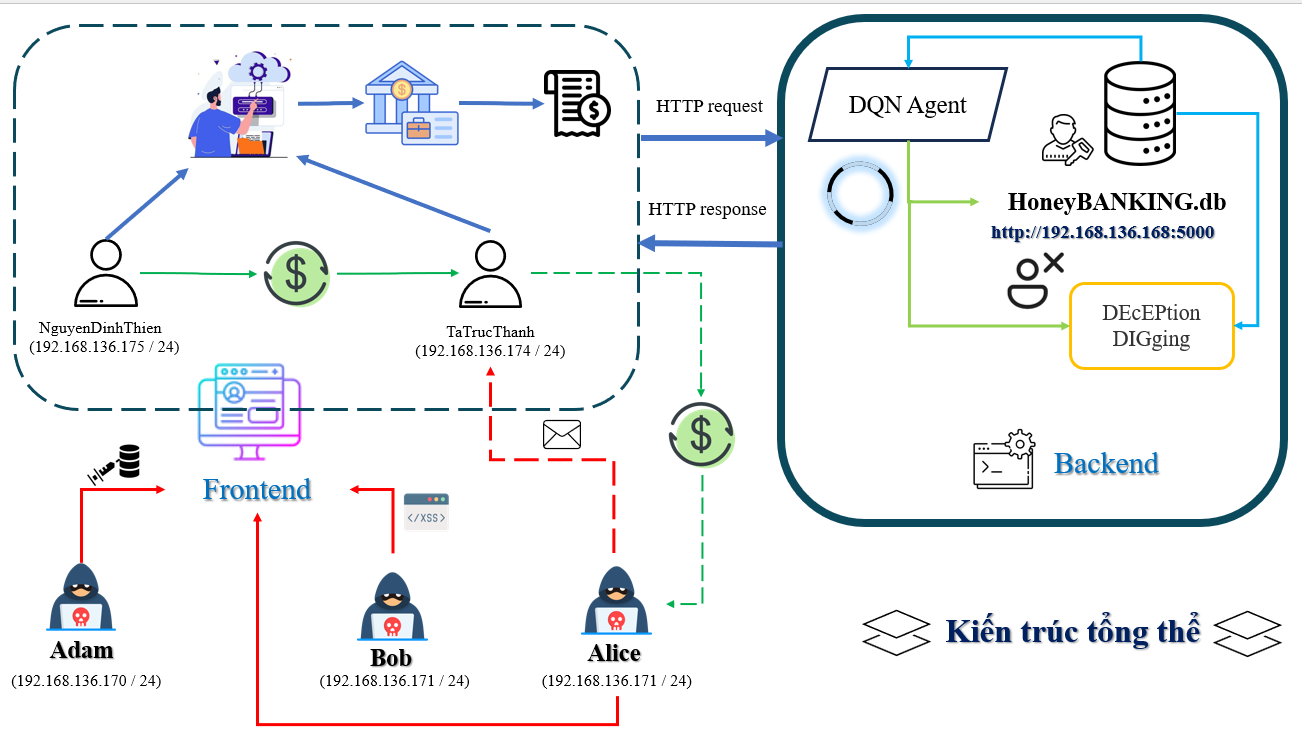 HTTP request
HTTP response
NguyenDinhThien
(192.168.136.175 / 24)
TaTrucThanh
(192.168.136.174 / 24)
Frontend
</XSS>
Adam
(192.168.136.170 / 24)
Bob
(192.168.136.171 / 24)
Alice
(192.168.136.171 / 24)
DQN Agent
HoneyBANKING.db
http://192.168.136.168:5000
DEcEPtion
DIGging
Backend
Kiến trúc tổng thể